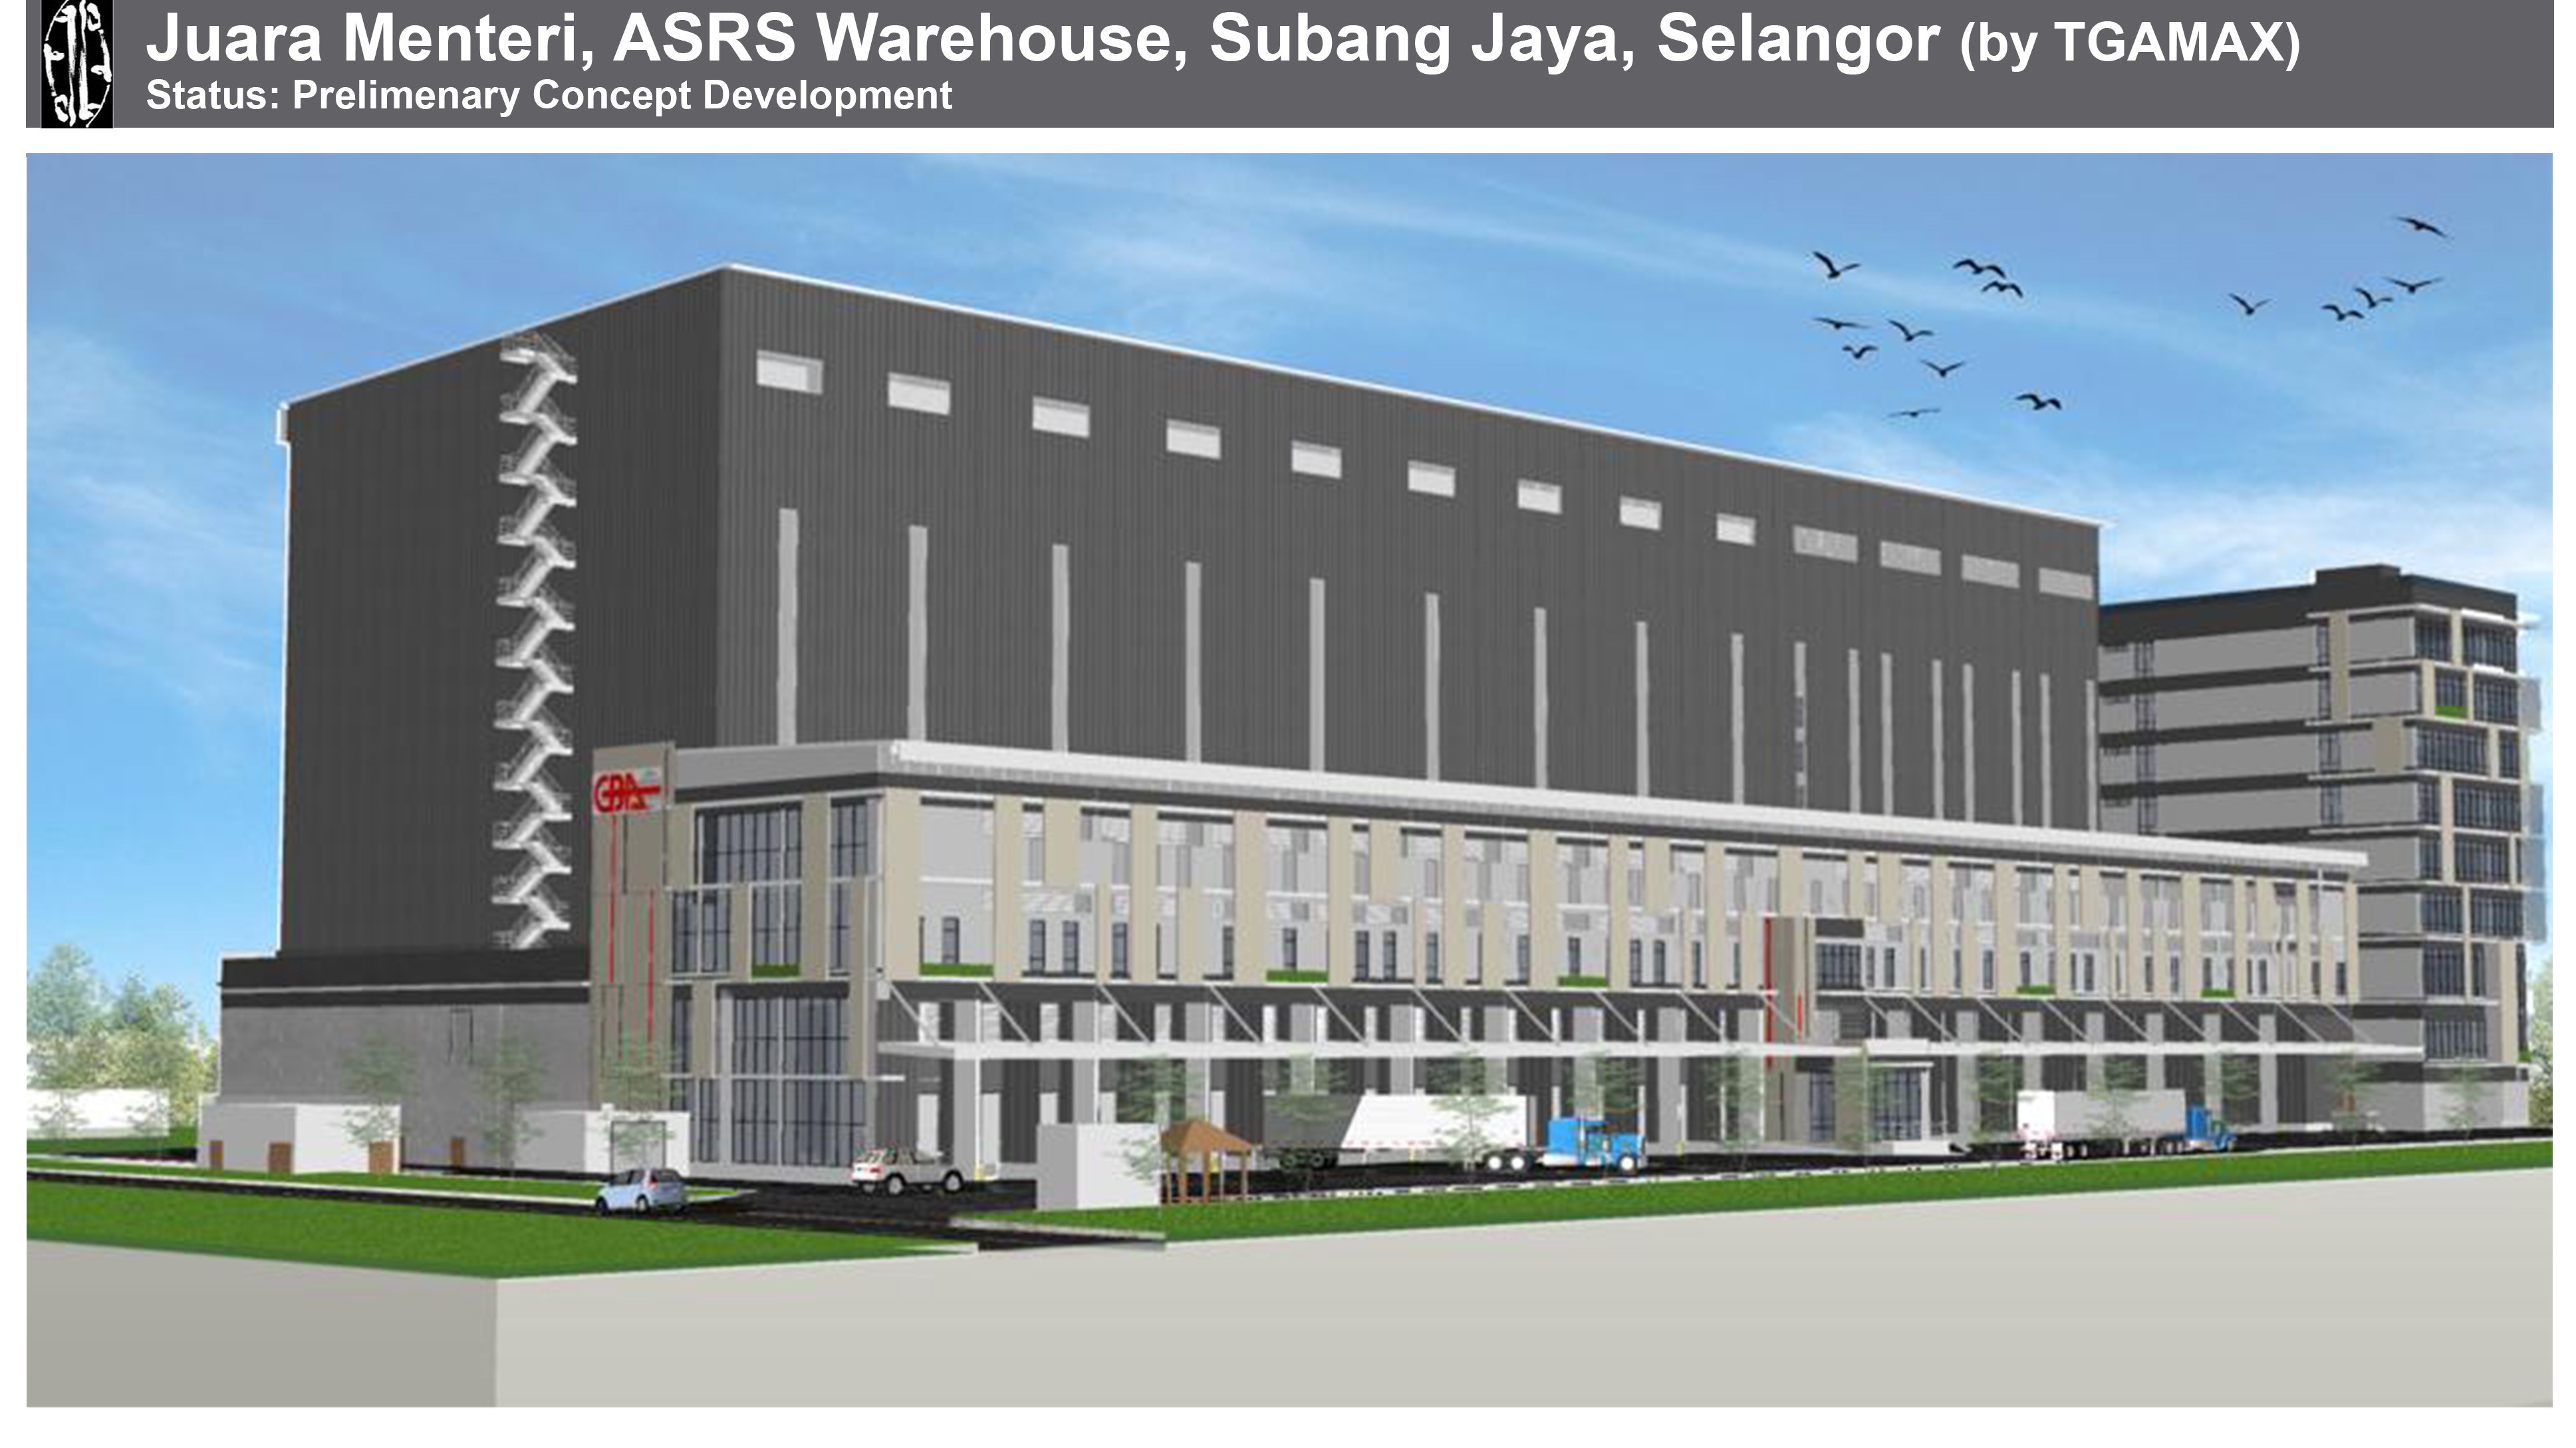 Juara Menteri, ASRS Warehouse, Subang Jaya, Selangor (by TGAMAX)
Status: Prelimenary Concept Development